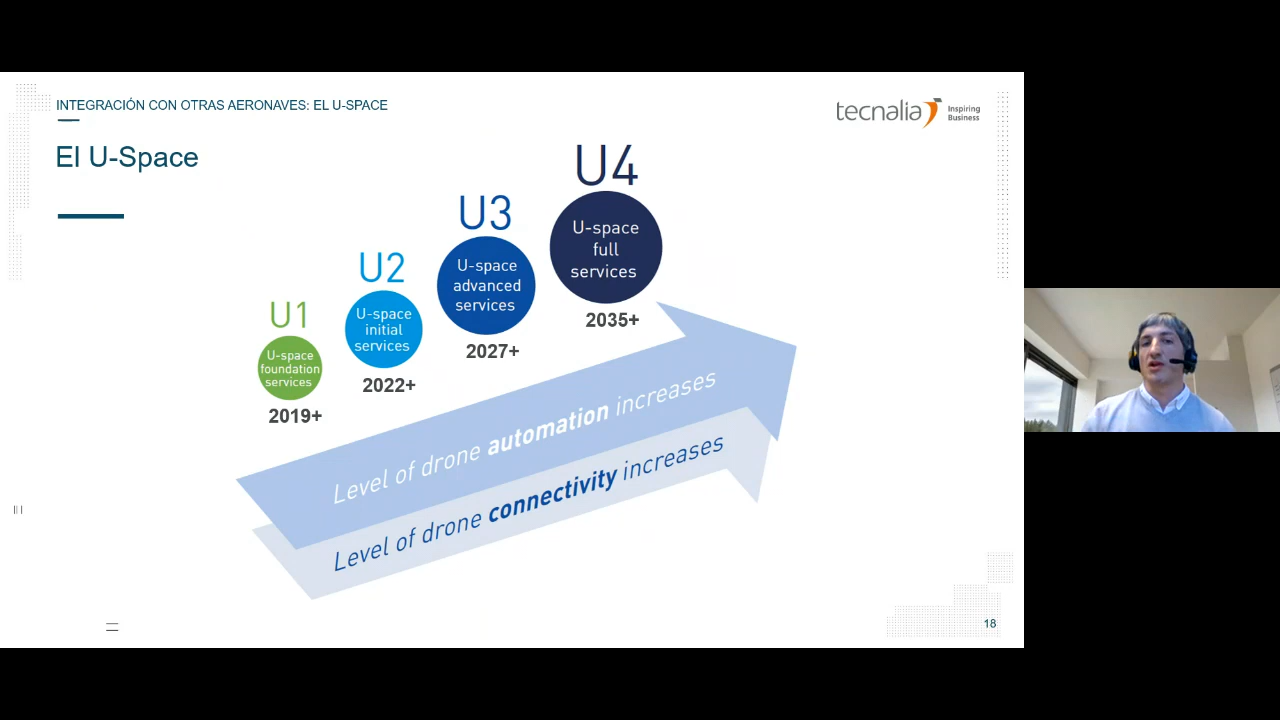 INTEGRACIÓN CON OTRAS AERONAVES: EL U-SPACE
tecnalia
Inspiring
Business
El U-Space
U4
U-space
full
services
2035+
U3
U-space
advanced
services
2027+
U2
U-space
initial
services
2022+
U1
U-space
foundation
services
2019+
Level of drone automation increases
Level of drone connectivity increases
18